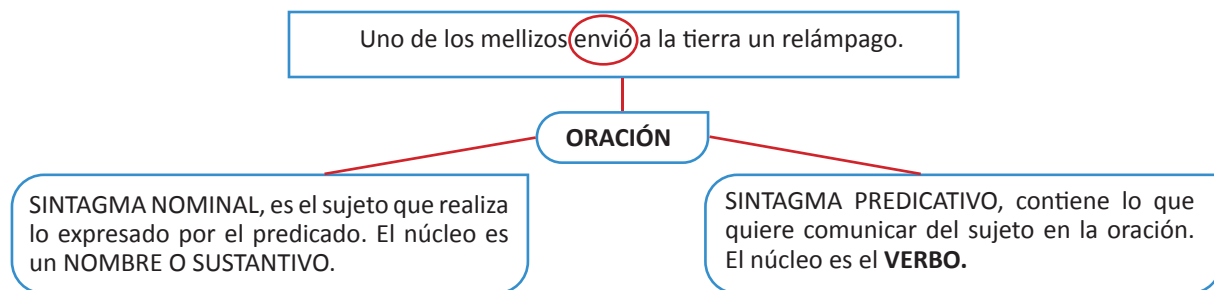 Uno de los mellizos envió a la tierra un relámpago.
ORACIÓN
SINTAGMA NOMINAL, es el sujeto que realiza
lo expresado por el predicado. El núcleo es
un NOMBRE O SUSTANTIVO.
SINTAGMA PREDICATIVO, contiene lo que
quiere comunicar del sujeto en la oración.
El núcleo es el VERBO.